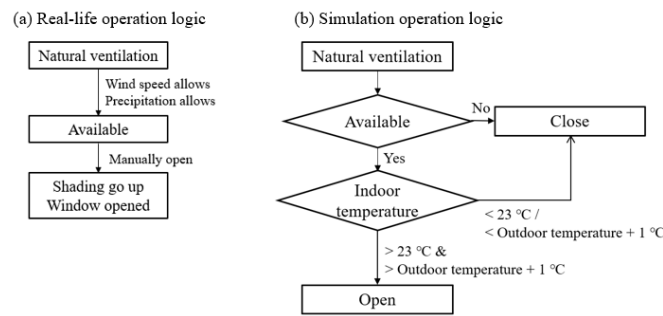 (a) Real-life operation logic
Natural ventilation
Wind speed allows
Precipitation allows
Available
Manually open
Shading go up
Window opened
(b) Simulation operation logic
Natural ventilation
Available
No
Close
Yes
Indoor
temperature
< 23 ℃ /
< Outdoor temperature + 1 ℃
> 23 ℃ &
> Outdoor temperature + 1 ℃
Open